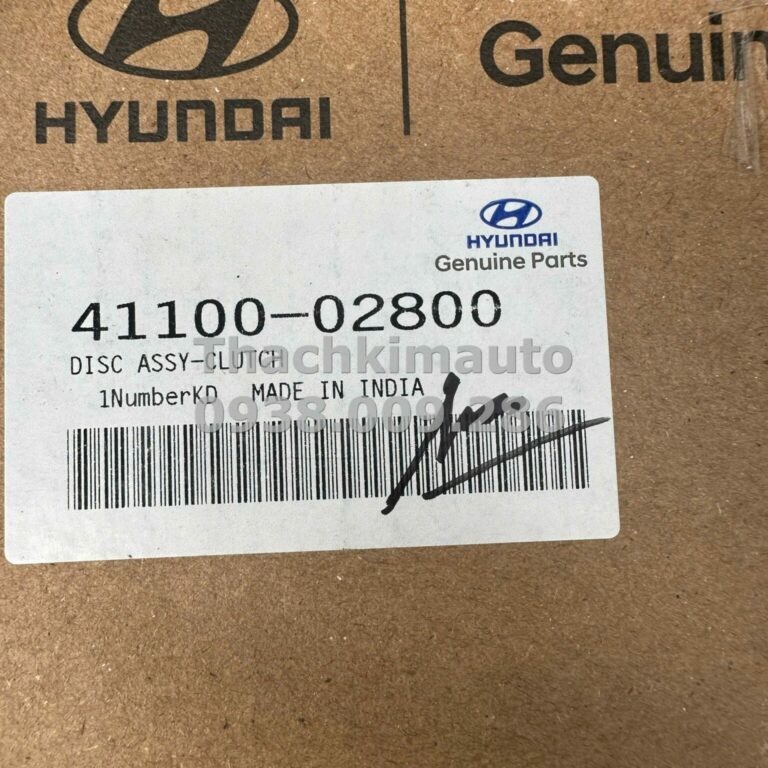 HYUNDAI
Genuin
HYUNDAI
Genuine Parts
41100-02800
DISC ASSY-CLUTCH
Thachkimauto
1NumberKD MADE IN INDIA
0938.009.286